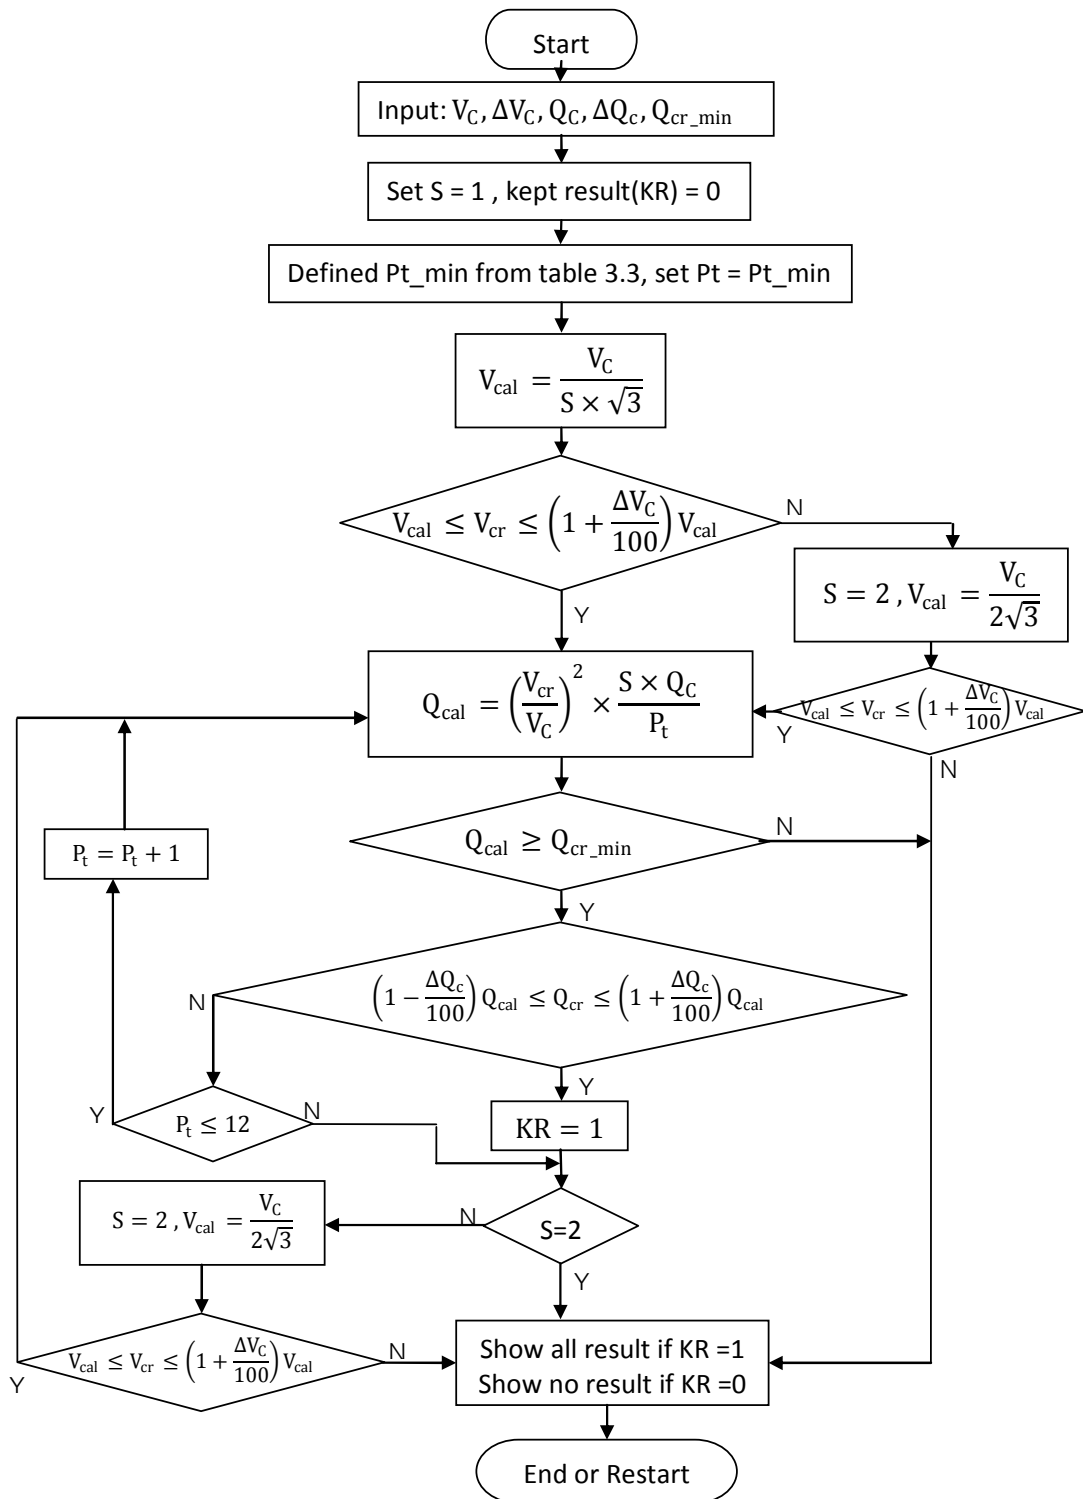 Start
Input: V_C, ΔV_C, Q_C, ΔQ_c, Q_cr_min
Set S = 1 , kept result(KR) = 0
Defined Pt_min from table 3.3, set Pt = Pt_min
V_cal = V_C / (S × √3)
V_cal ≤ V_cr ≤ (1 + ΔV_C/100) V_cal
N
S = 2 , V_cal = V_C / (2√3)
Y
Q_cal = (V_cr/V_C)^2 × (S × Q_C)/P_t
V_cal ≤ V_cr ≤ (1 + ΔV_C/100) V_cal
Y
N
P_t = P_t + 1
Q_cal ≥ Q_cr_min
N
Y
(1 − ΔQ_c/100) Q_cal ≤ Q_cr ≤ (1 + ΔQ_c/100) Q_cal
N
Y
P_t ≤ 12
Y
N
KR = 1
S = 2 , V_cal = V_C / (2√3)
N
S=2
Y
V_cal ≤ V_cr ≤ (1 + ΔV_C/100) V_cal
Y
N
Show all result if KR =1
Show no result if KR =0
End or Restart